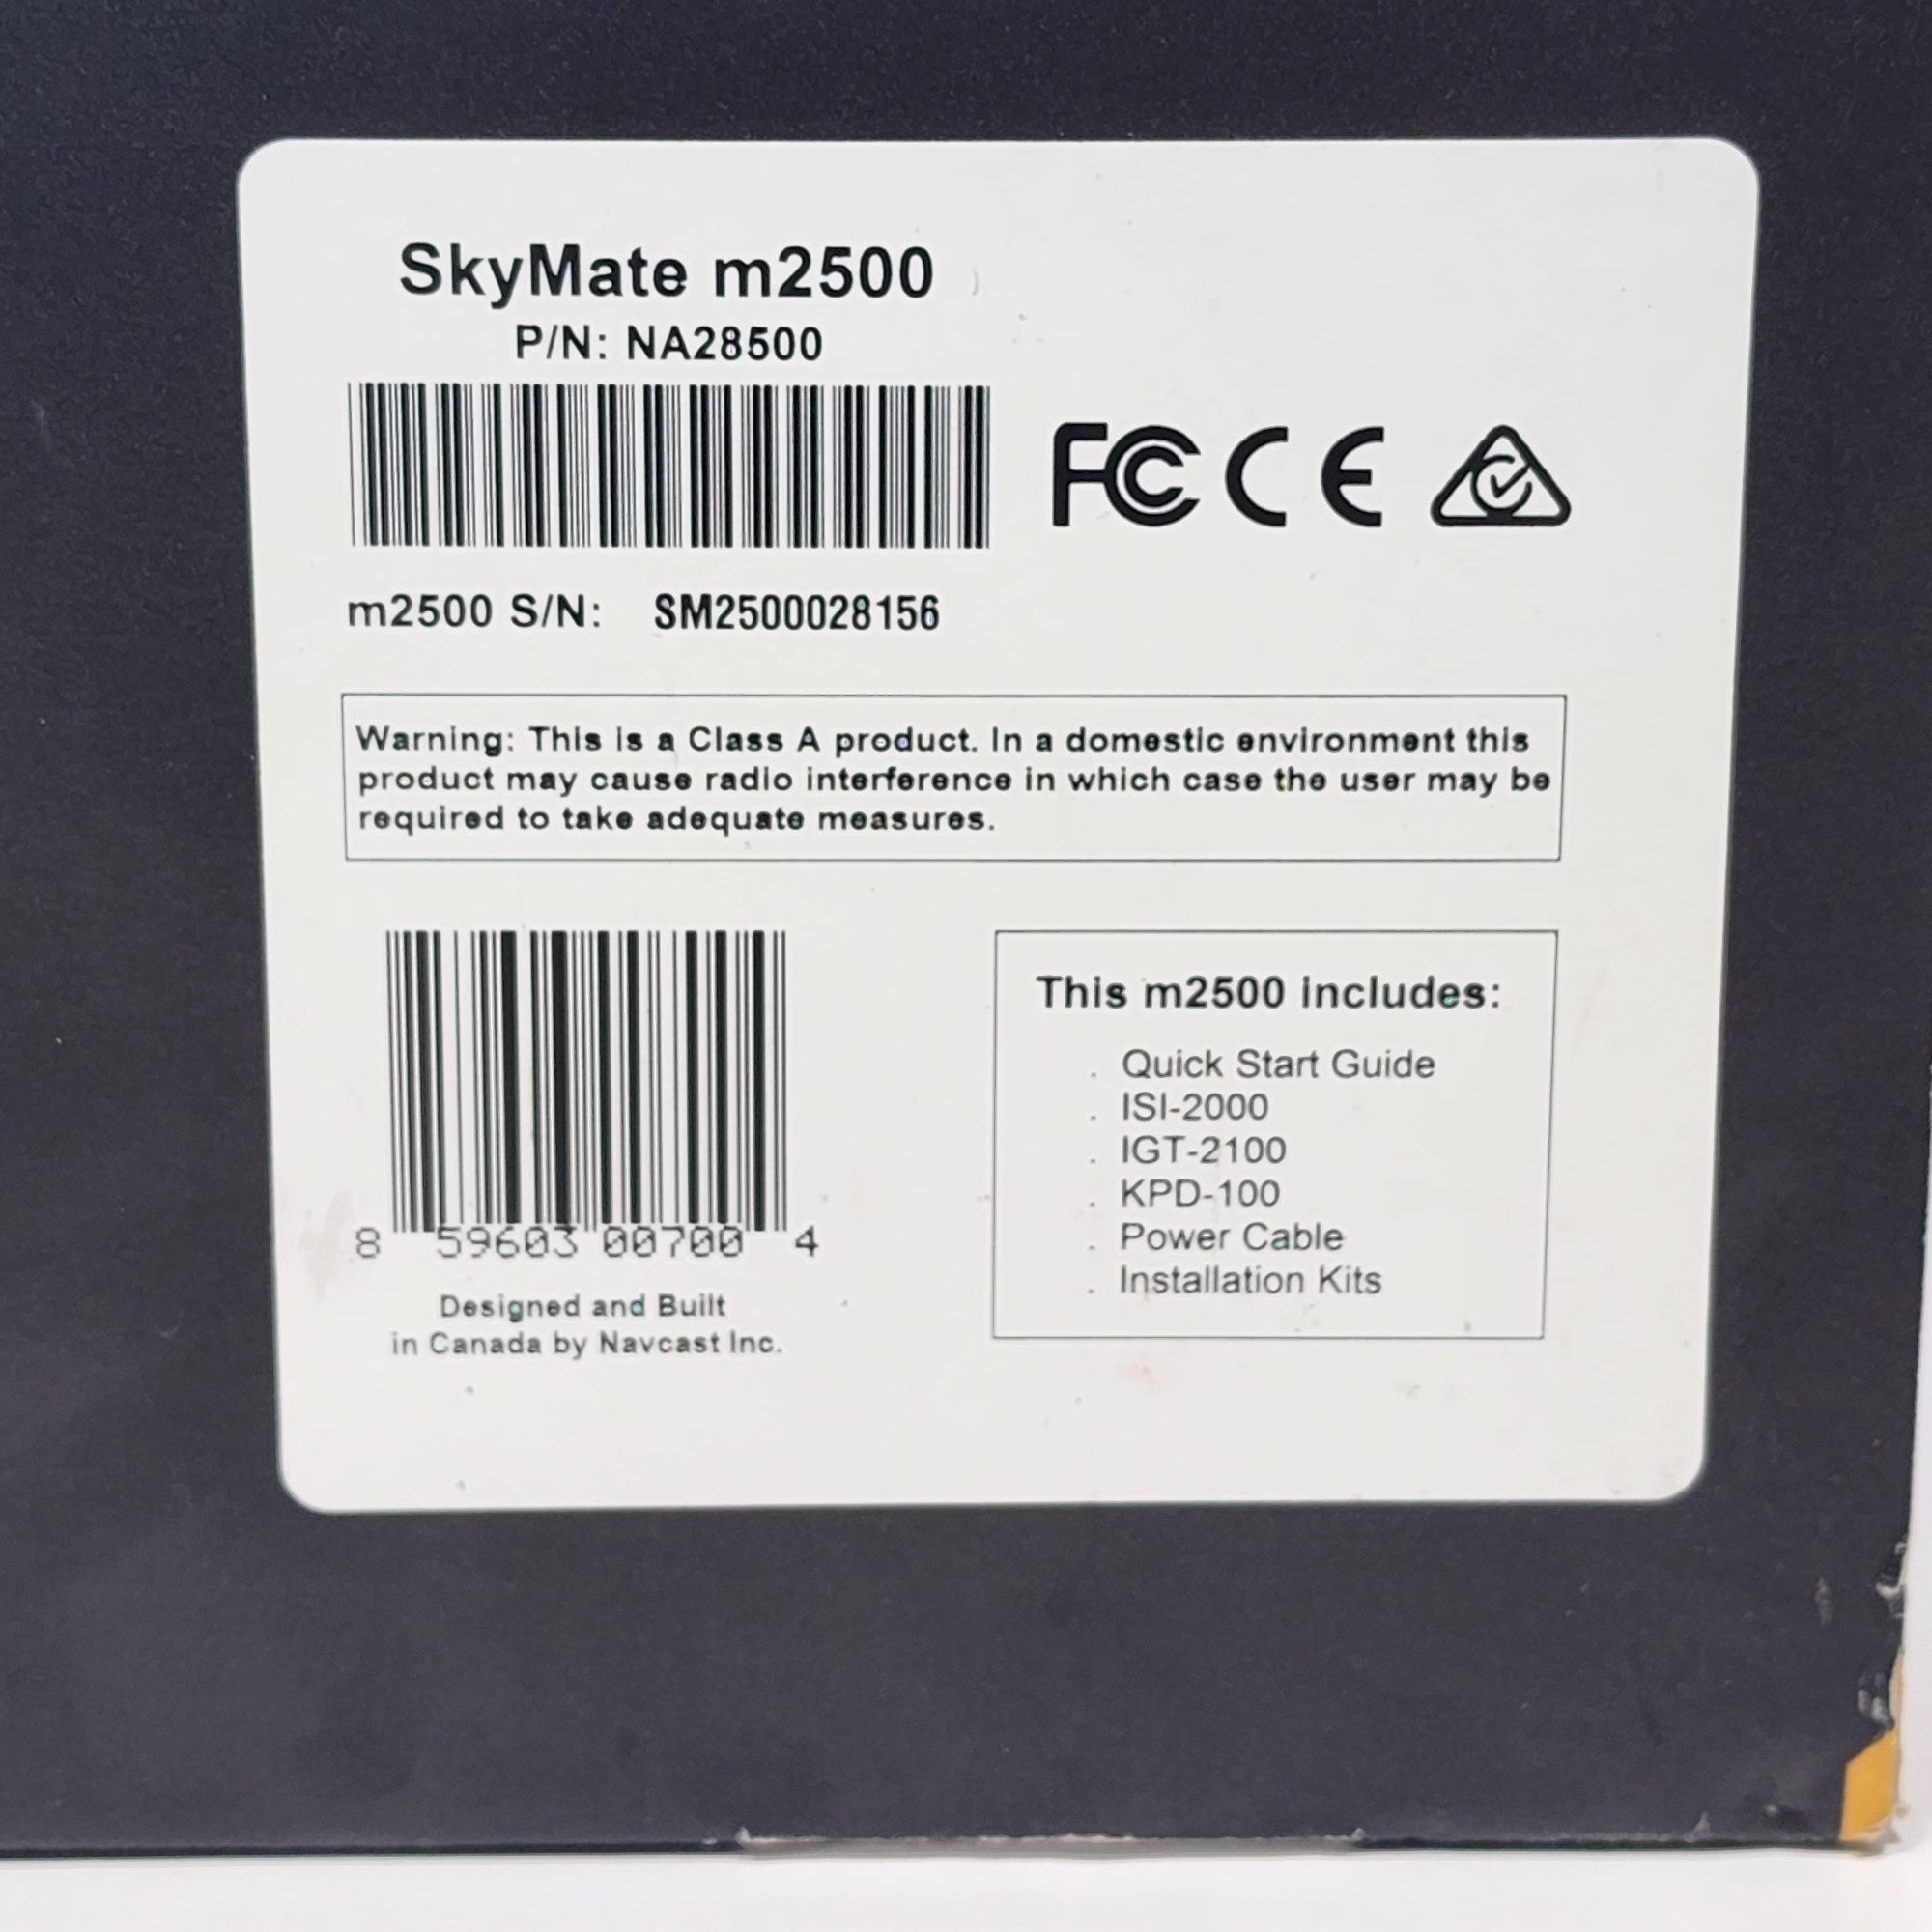 SkyMate m2500
P/N: NA28500
FC CE
m2500 S/N: SM2500028156
Warning: This is a Class A product. In a domestic environment this
product may cause radio interference in which case the user may be
required to take adequate measures.
8 59603 00700 4
Designed and Built
in Canada by Navcast Inc.
This m2500 includes:
. Quick Start Guide
. ISI-2000
. IGT-2100
. KPD-100
. Power Cable
. Installation Kits